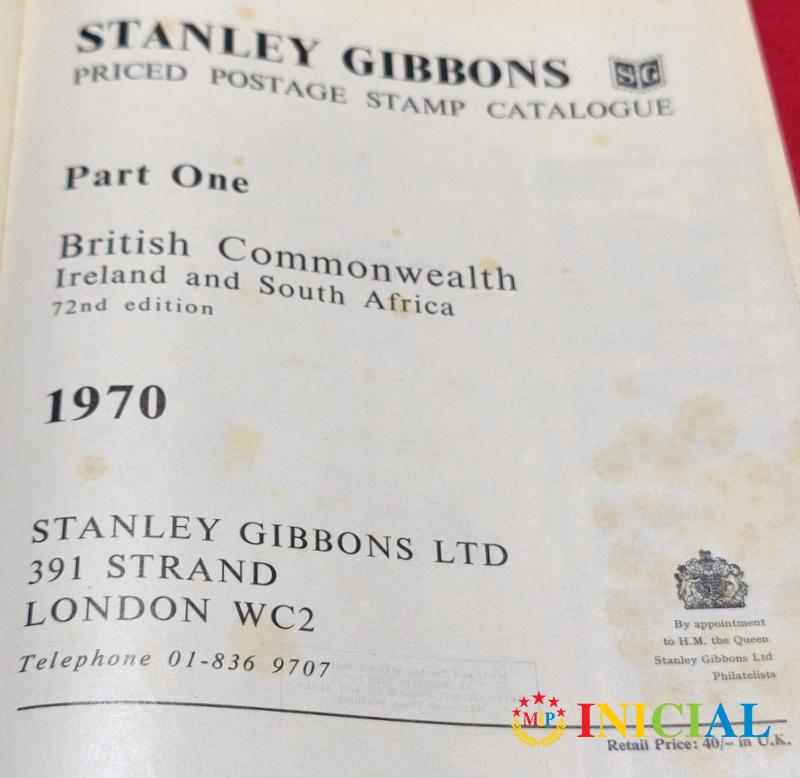 STANLEY GIBBONS SG
PRICED POSTAGE STAMP CATALOGUE
Part One
British Commonwealth
Ireland and South Africa
72nd edition
1970
STANLEY GIBBONS LTD
391 STRAND
LONDON WC2
Telephone 01-836 9707
By appointment
to H.M. the Queen
Stanley Gibbons Ltd
Philatelists
MIP INICIAL
Retail Price: 40/– in U.K.